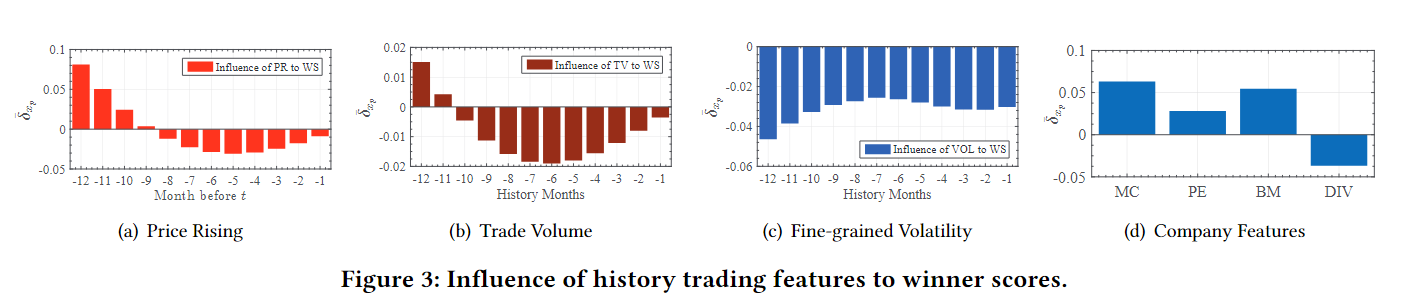 0.1
0.05
0
-0.05
δ̄xp
Influence of PR to WS
-12 -11 -10 -9 -8 -7 -6 -5 -4 -3 -2 -1
Month before t
(a) Price Rising
0.02
0.01
0
-0.01
-0.02
δ̄xp
Influence of TV to WS
-12 -11 -10 -9 -8 -7 -6 -5 -4 -3 -2 -1
History Months
(b) Trade Volume
0
-0.02
-0.04
-0.06
δ̄xp
Influence of VOL to WS
-12 -11 -10 -9 -8 -7 -6 -5 -4 -3 -2 -1
History Months
(c) Fine-grained Volatility
0.1
0.05
0
-0.05
δ̄xp
MC PE BM DIV
(d) Company Features
Figure 3: Influence of history trading features to winner scores.